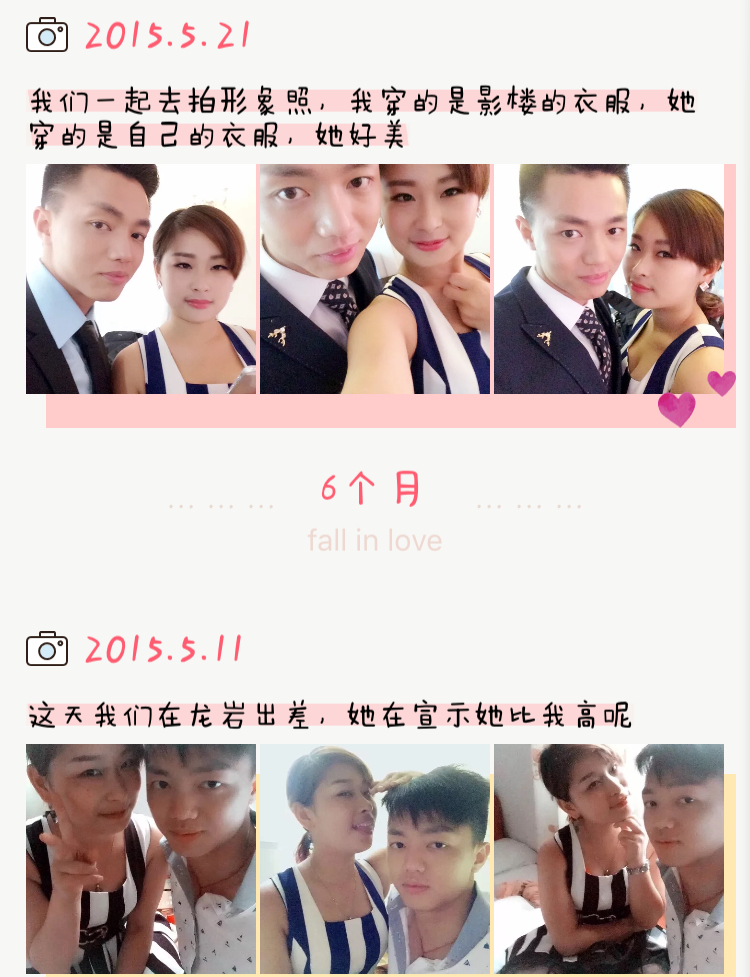 2015.5.21
我们一起去拍形象照，我穿的是影楼的衣服，她
穿的是自己的衣服，她好美
... ... ... 6个月 ... ... ...
fall in love
2015.5.11
这天我们在龙岩出差，她在宣示她比我高呢